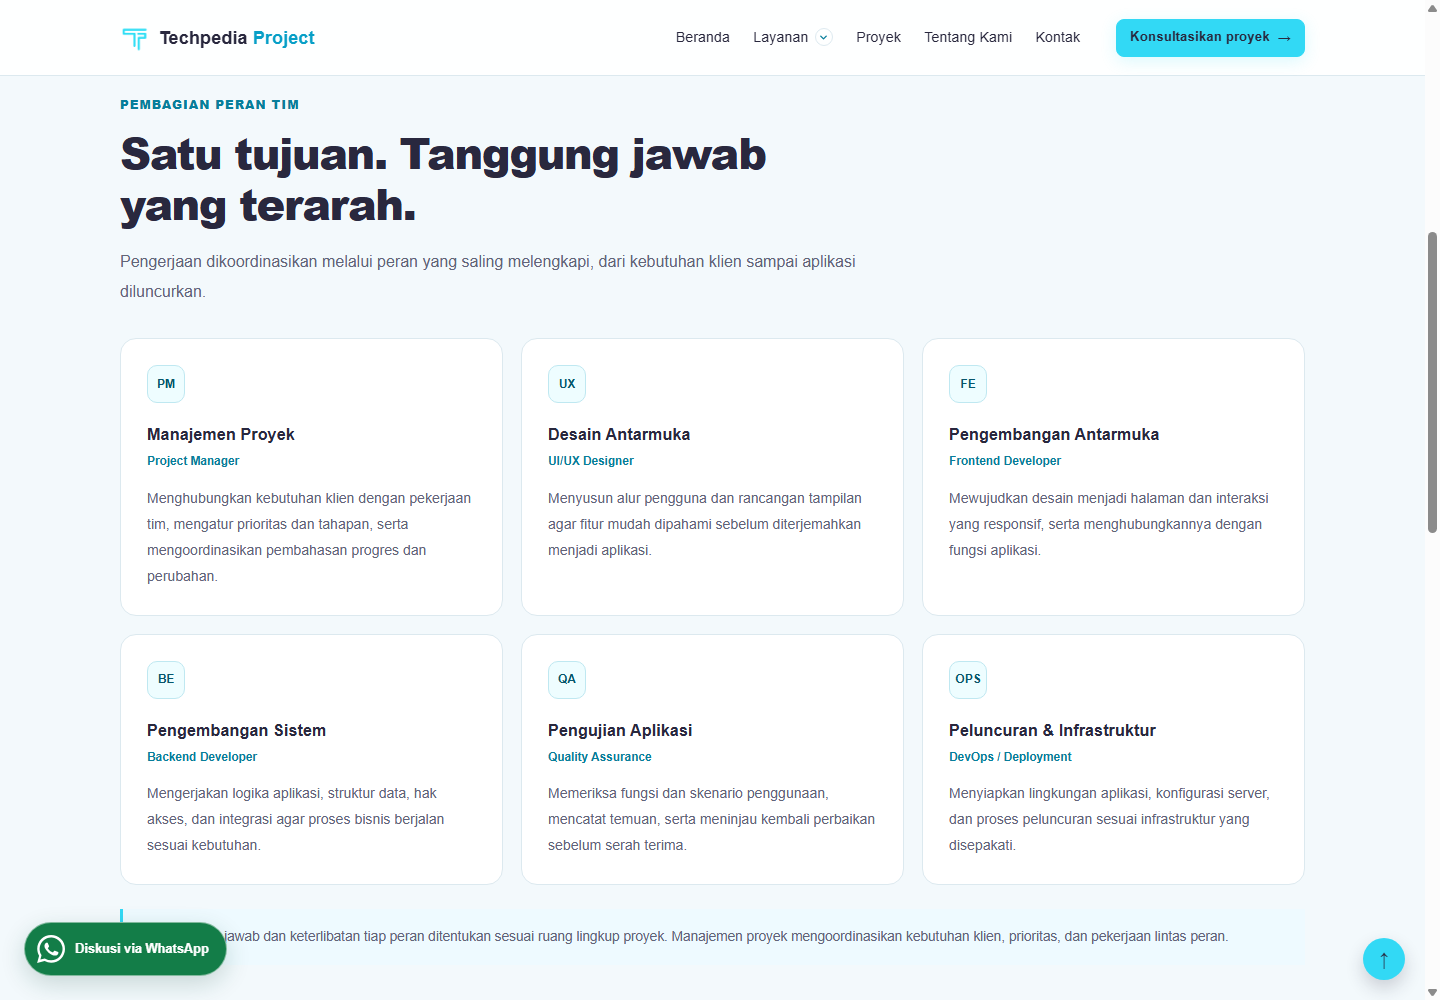 Techpedia Project
Beranda
Layanan
Proyek
Tentang Kami
Kontak
Konsultasikan proyek →
PEMBAGIAN PERAN TIM
Satu tujuan. Tanggung jawab
yang terarah.
Pengerjaan dikoordinasikan melalui peran yang saling melengkapi, dari kebutuhan klien sampai aplikasi
diluncurkan.
PM
Manajemen Proyek
Project Manager
Menghubungkan kebutuhan klien dengan pekerjaan
tim, mengatur prioritas dan tahapan, serta
mengoordinasikan pembahasan progres dan
perubahan.
UX
Desain Antarmuka
UI/UX Designer
Menyusun alur pengguna dan rancangan tampilan
agar fitur mudah dipahami sebelum diterjemahkan
menjadi aplikasi.
FE
Pengembangan Antarmuka
Frontend Developer
Mewujudkan desain menjadi halaman dan interaksi
yang responsif, serta menghubungkannya dengan
fungsi aplikasi.
BE
Pengembangan Sistem
Backend Developer
Mengerjakan logika aplikasi, struktur data, hak
akses, dan integrasi agar proses bisnis berjalan
sesuai kebutuhan.
QA
Pengujian Aplikasi
Quality Assurance
Memeriksa fungsi dan skenario penggunaan,
mencatat temuan, serta meninjau kembali perbaikan
sebelum serah terima.
OPS
Peluncuran & Infrastruktur
DevOps / Deployment
Menyiapkan lingkungan aplikasi, konfigurasi server,
dan proses peluncuran sesuai infrastruktur yang
disepakati.
jawab dan keterlibatan tiap peran ditentukan sesuai ruang lingkup proyek. Manajemen proyek mengoordinasikan kebutuhan klien, prioritas, dan pekerjaan lintas peran.
Diskusi via WhatsApp
↑